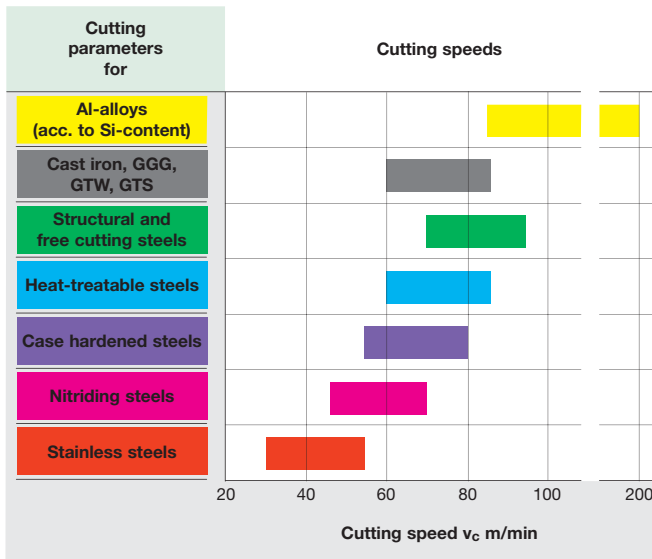 Cutting
parameters
for
Cutting speeds
Al-alloys
(acc. to Si-content)
Cast iron, GGG,
GTW, GTS
Structural and
free cutting steels
Heat-treatable steels
Case hardened steels
Nitriding steels
Stainless steels
20 40 60 80 100 200
Cutting speed vc m/min